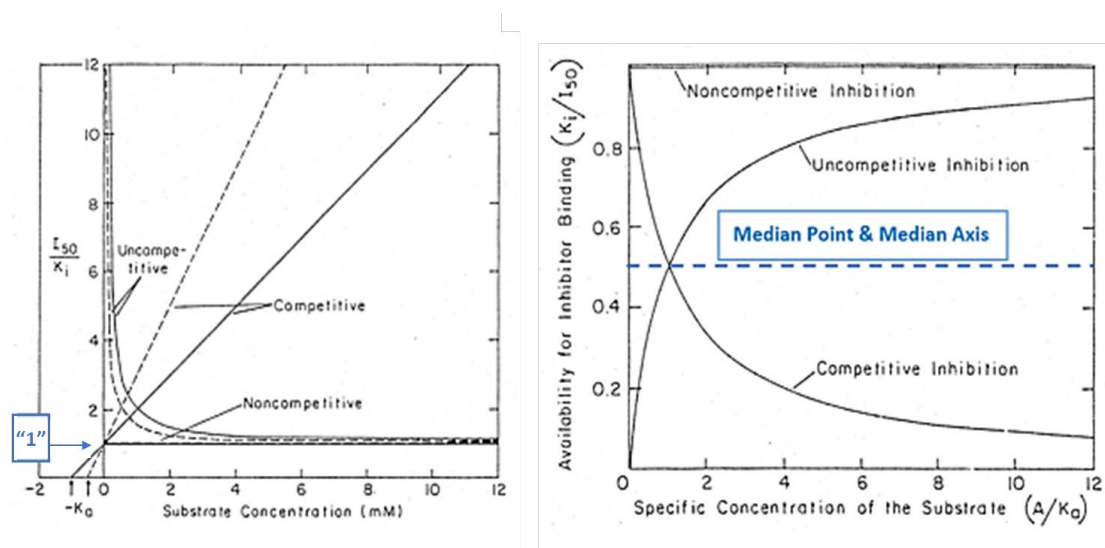 12
10
8
6
4
2
I50
Ki
Uncompe-
titive
Competitive
Noncompetitive
"1"
-2
0
2
4
6
8
10
12
-Ka
Substrate Concentration (mM)
Availability for Inhibitor Binding (Ki/I50)
0.8
0.6
0.4
0.2
Noncompetitive Inhibition
Uncompetitive Inhibition
Median Point & Median Axis
Competitive Inhibition
0
2
4
6
8
10
12
Specific Concentration of the Substrate (A/Ka)